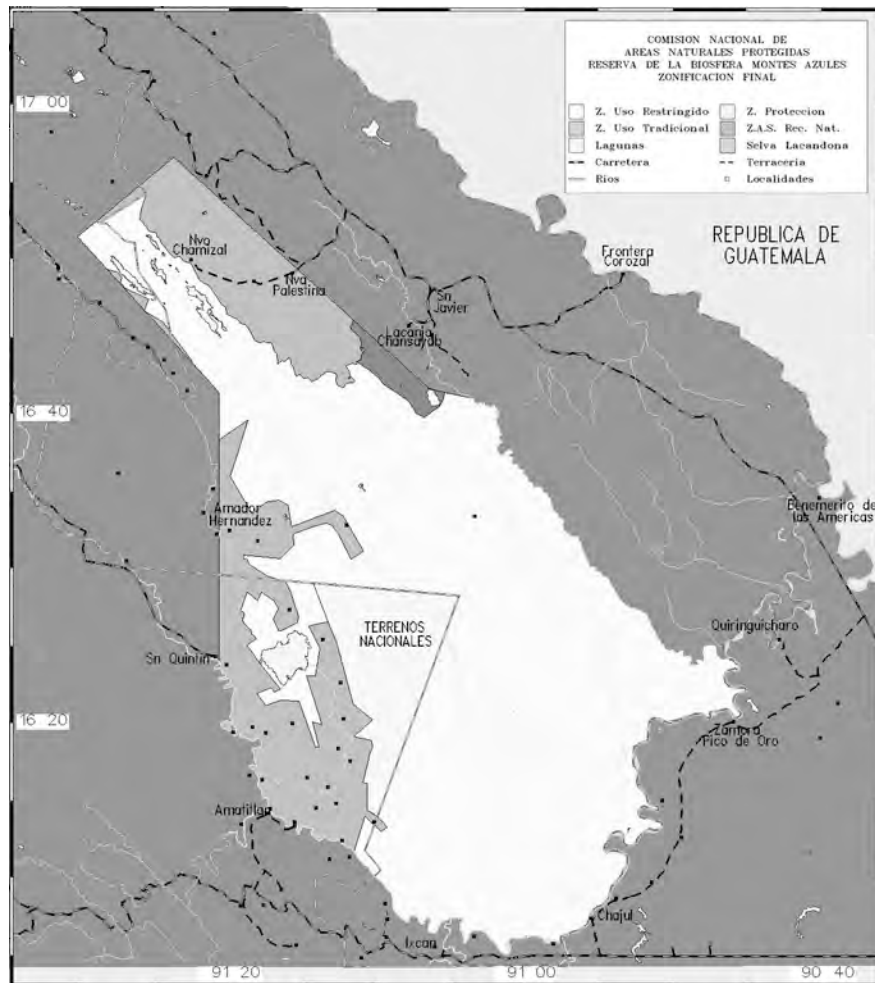 COMISION NACIONAL DE
AREAS NATURALES PROTEGIDAS
RESERVA DE LA BIOSFERA MONTES AZULES
ZONIFICACION FINAL
Z. Uso Restringido
Z. Proteccion
Z. Uso Tradicional
Z.A.S. Rec. Nat.
Lagunas
Selva Lacandona
Carretera
Terraceria
Rios
Localidades
17 00
REPUBLICA DE
GUATEMALA
Nvo
Chamizal
Frontera
Corozal
Nva
Palestina
Sn
Javier
Lacanja
Chansayab
16 40
Amador
Hernandez
Benemerito de
las Americas
TERRENOS
NACIONALES
Quiringuicharo
Sn Quintin
16 20
Zamora
Pico de Oro
Amatitlan
Chajul
Ixcan
91 20
91 00
90 40